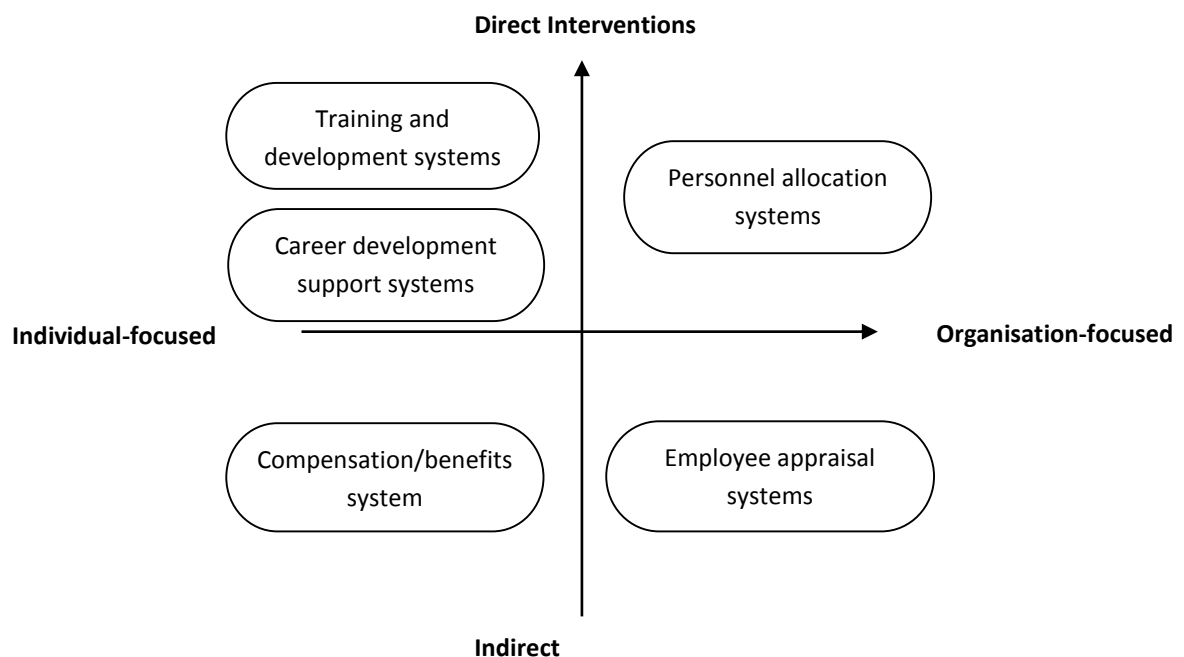 Direct Interventions
Training and
development systems
Personnel allocation
systems
Career development
support systems
Individual-focused
Organisation-focused
Compensation/benefits
system
Employee appraisal
systems
Indirect